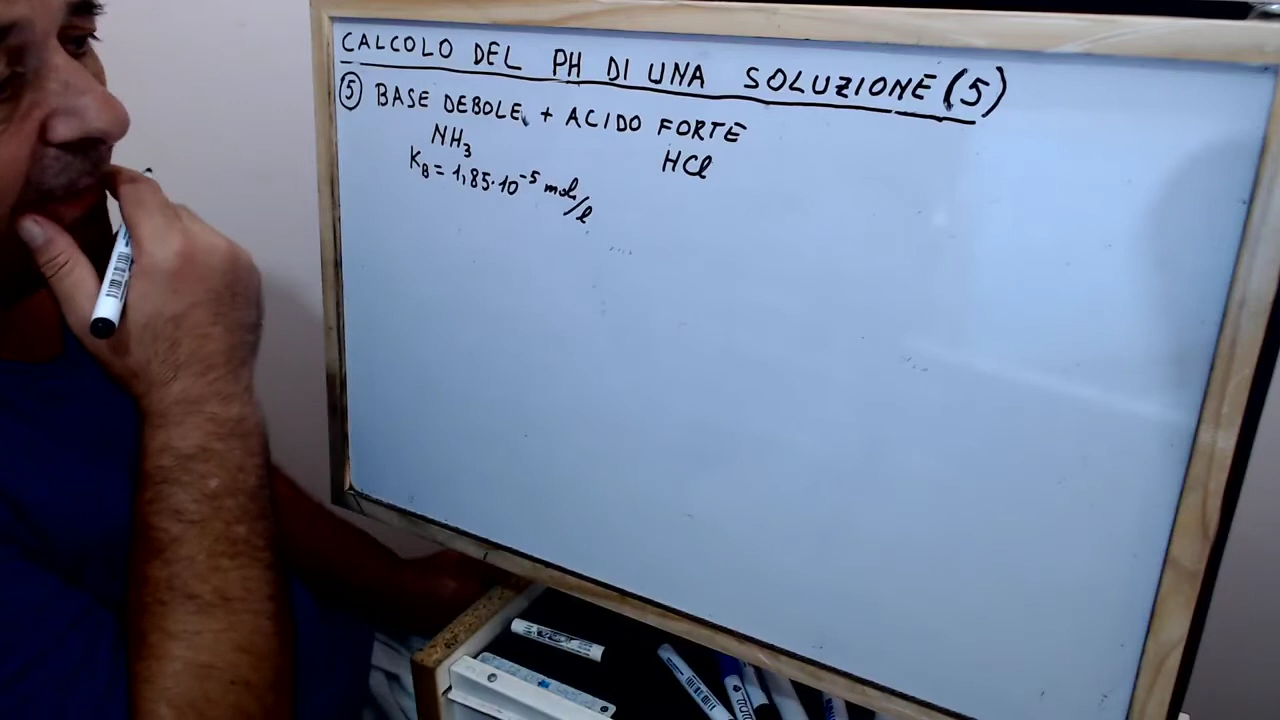 CALCOLO DEL PH DI UNA SOLUZIONE (5)
⑤ BASE DEBOLE + ACIDO FORTE
NH₃ HCl
K_B = 1,85·10⁻⁵ mol/l